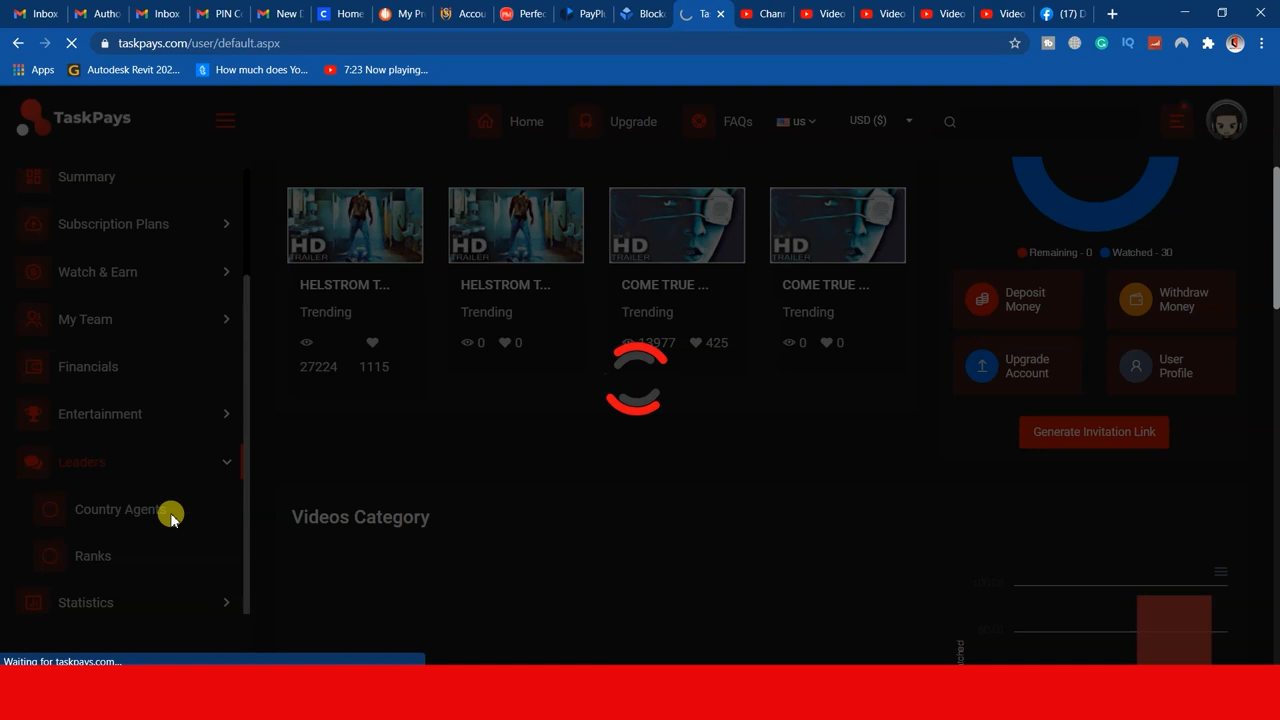 Inbox
Autho
Inbox
PIN C
New D
Home
My Pr
Accou
Perfec
PayPl
Block
Ta
Chann
Video
Video
Video
Video
(17) D
taskpays.com/user/default.aspx
Apps
Autodesk Revit 202...
How much does Yo...
7:23 Now playing...
TaskPays
Home
Upgrade
FAQs
us
USD ($)
Summary
Subscription Plans
Watch & Earn
My Team
Financials
Entertainment
Leaders
Country Agents
Ranks
Statistics
HD
TRAILER
HD
TRAILER
HD
TRAILER
HD
TRAILER
HELSTROM T...
HELSTROM T...
COME TRUE ...
COME TRUE ...
Trending
Trending
Trending
Trending
27224 1115
0 0
13977 425
0 0
Remaining - 0 Watched - 30
Deposit
Money
Withdraw
Money
Upgrade
Account
User
Profile
Generate Invitation Link
Videos Category
Waiting for taskpays.com...